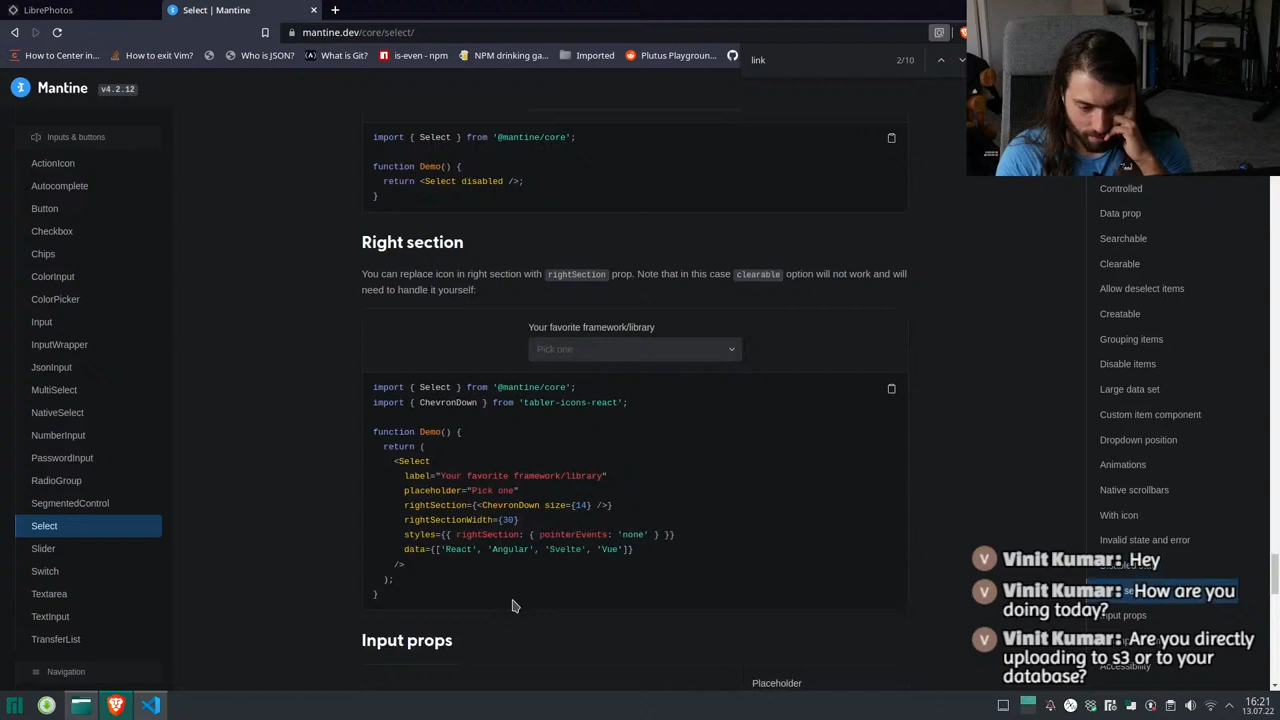 LibrePhotos
Select | Mantine
mantine.dev/core/select/
How to Center in...
How to exit Vim?
Who is JSON?
What is Git?
is-even - npm
NPM drinking ga...
Imported
Plutus Playgroun...
link
2/10
Mantine
v4.2.12
Inputs & buttons
ActionIcon
Autocomplete
Button
Checkbox
Chips
ColorInput
ColorPicker
Input
InputWrapper
JsonInput
MultiSelect
NativeSelect
NumberInput
PasswordInput
RadioGroup
SegmentedControl
Select
Slider
Switch
Textarea
TextInput
TransferList
Navigation
import { Select } from '@mantine/core';
function Demo() {
return <Select disabled />;
}
Right section
You can replace icon in right section with rightSection prop. Note that in this case clearable option will not work and will
need to handle it yourself:
Your favorite framework/library
Pick one
import { Select } from '@mantine/core';
import { ChevronDown } from 'tabler-icons-react';
function Demo() {
return (
<Select
label="Your favorite framework/library"
placeholder="Pick one"
rightSection={<ChevronDown size={14} />}
rightSectionWidth={30}
styles={{ rightSection: { pointerEvents: 'none' } }}
data={['React', 'Angular', 'Svelte', 'Vue']}
/>
);
}
Input props
Placeholder
Controlled
Data prop
Searchable
Clearable
Allow deselect items
Creatable
Grouping items
Disable items
Large data set
Custom item component
Dropdown position
Animations
Native scrollbars
With icon
Invalid state and error
Input props
Accessibility
Vinit Kumar: Hey
Vinit Kumar: How are you
doing today?
Vinit Kumar: Are you directly
uploading to s3 or to your
database?
16:21
13.07.22